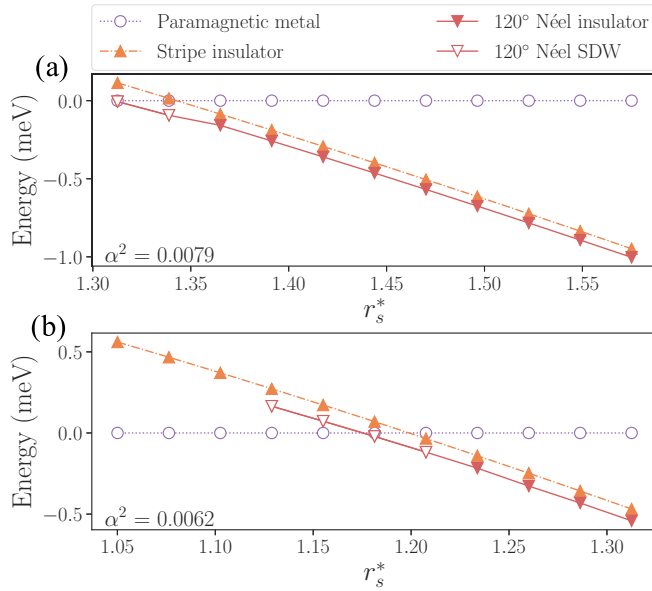 Paramagnetic metal
Stripe insulator
120° Néel insulator
120° Néel SDW
(a)
Energy (meV)
0.0
−0.5
−1.0
α² = 0.0079
1.30 1.35 1.40 1.45 1.50 1.55
r_s^*
(b)
Energy (meV)
0.5
0.0
−0.5
α² = 0.0062
1.05 1.10 1.15 1.20 1.25 1.30
r_s^*